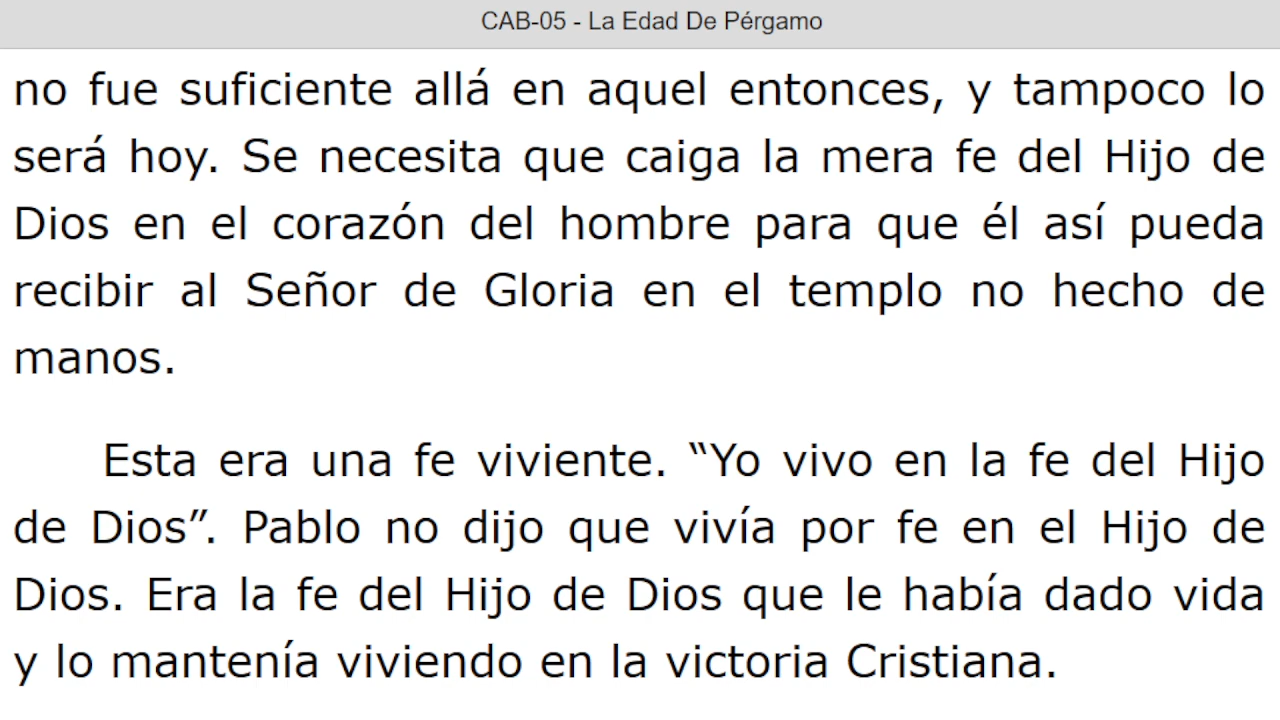 CAB-05 - La Edad De Pérgamo
no fue suficiente allá en aquel entonces, y tampoco lo
será hoy. Se necesita que caiga la mera fe del Hijo de
Dios en el corazón del hombre para que él así pueda
recibir al Señor de Gloria en el templo no hecho de
manos.
Esta era una fe viviente. “Yo vivo en la fe del Hijo
de Dios”. Pablo no dijo que vivía por fe en el Hijo de
Dios. Era la fe del Hijo de Dios que le había dado vida
y lo mantenía viviendo en la victoria Cristiana.